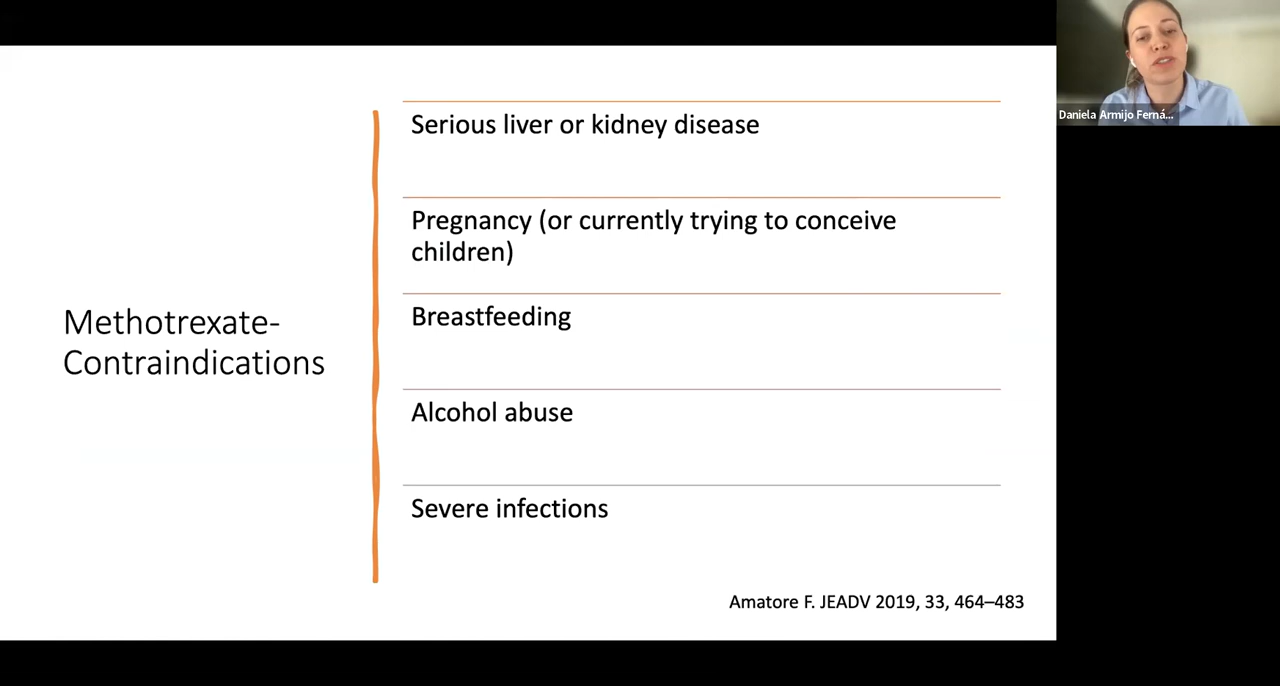 Methotrexate-
Contraindications
Serious liver or kidney disease
Pregnancy (or currently trying to conceive
children)
Breastfeeding
Alcohol abuse
Severe infections
Amatore F. JEADV 2019, 33, 464–483
Daniela Armijo Ferná...